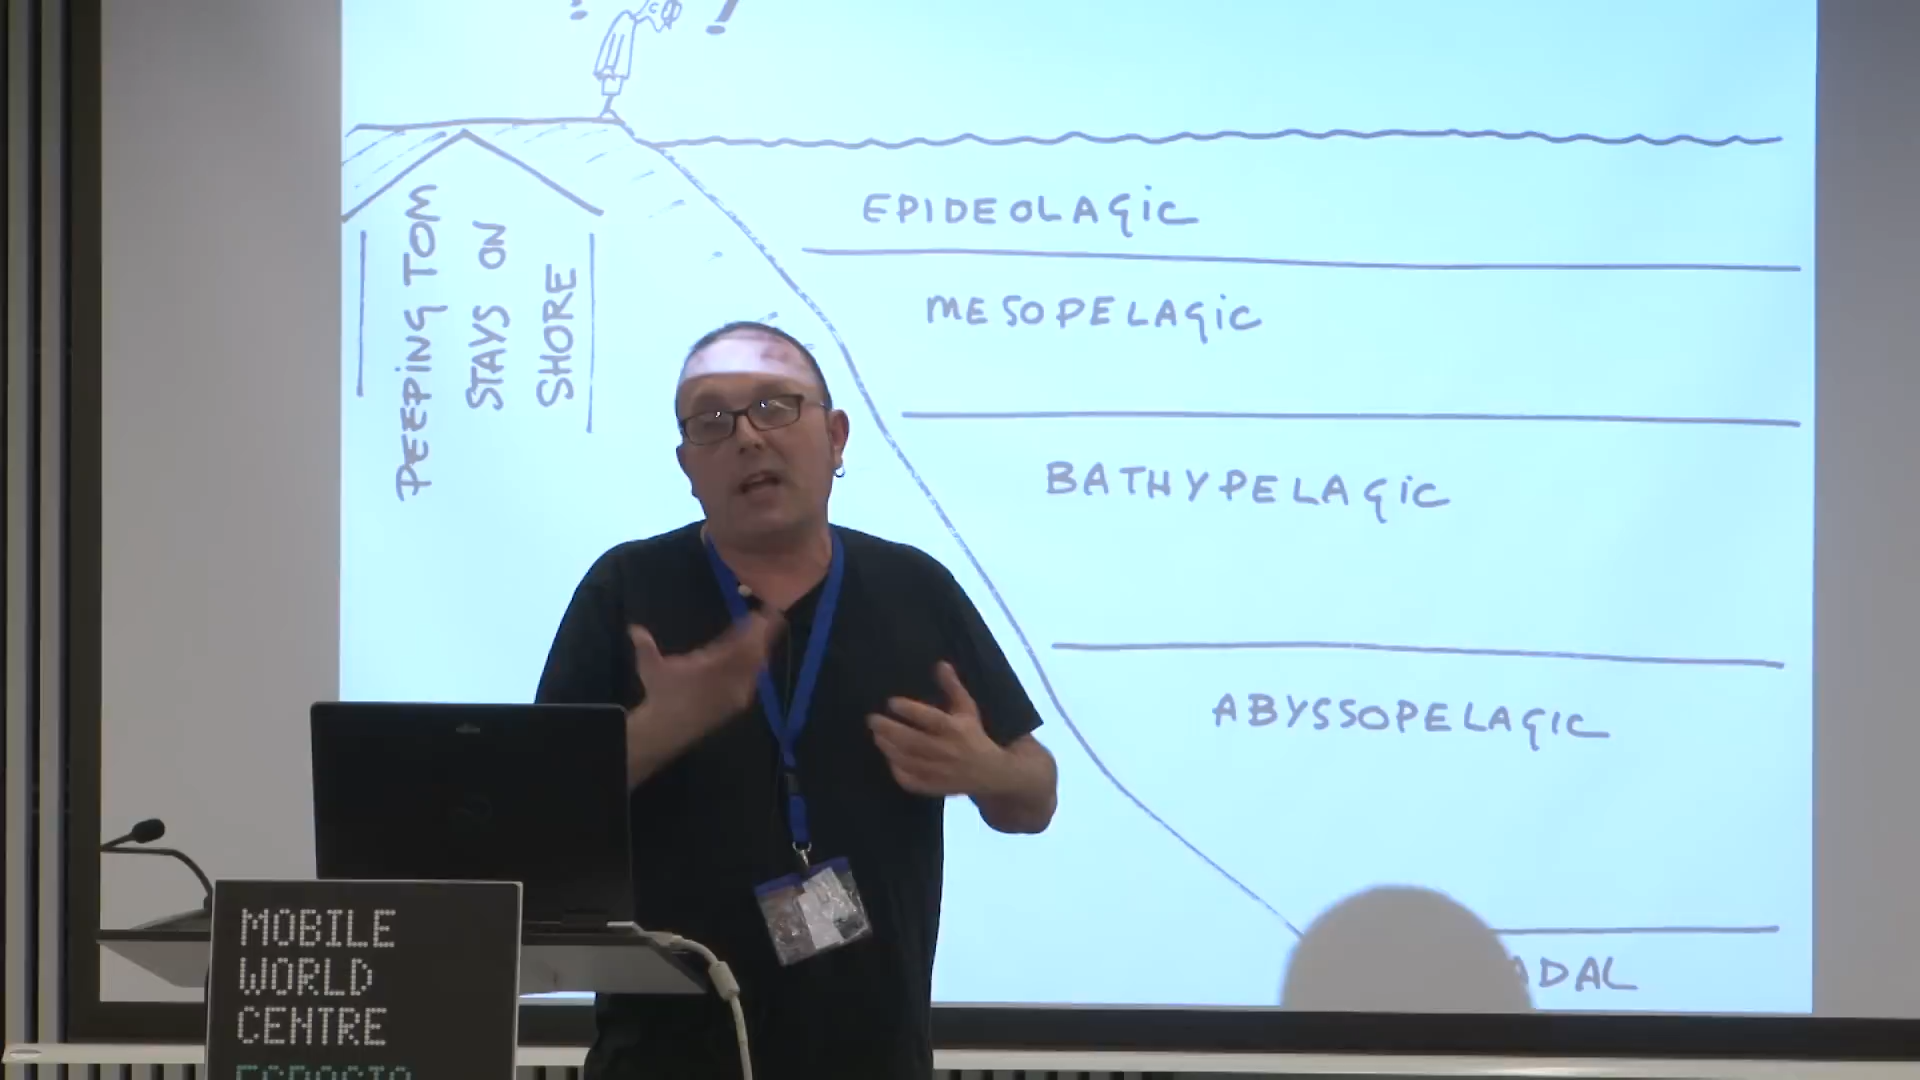 EPIDEOLAGIC
MESOPELAGIC
BATHYPELAGIC
ABYSSOPELAGIC
ADAL
PEEPING TOM
STAYS ON
SHORE
MOBILE
WORLD
CENTRE